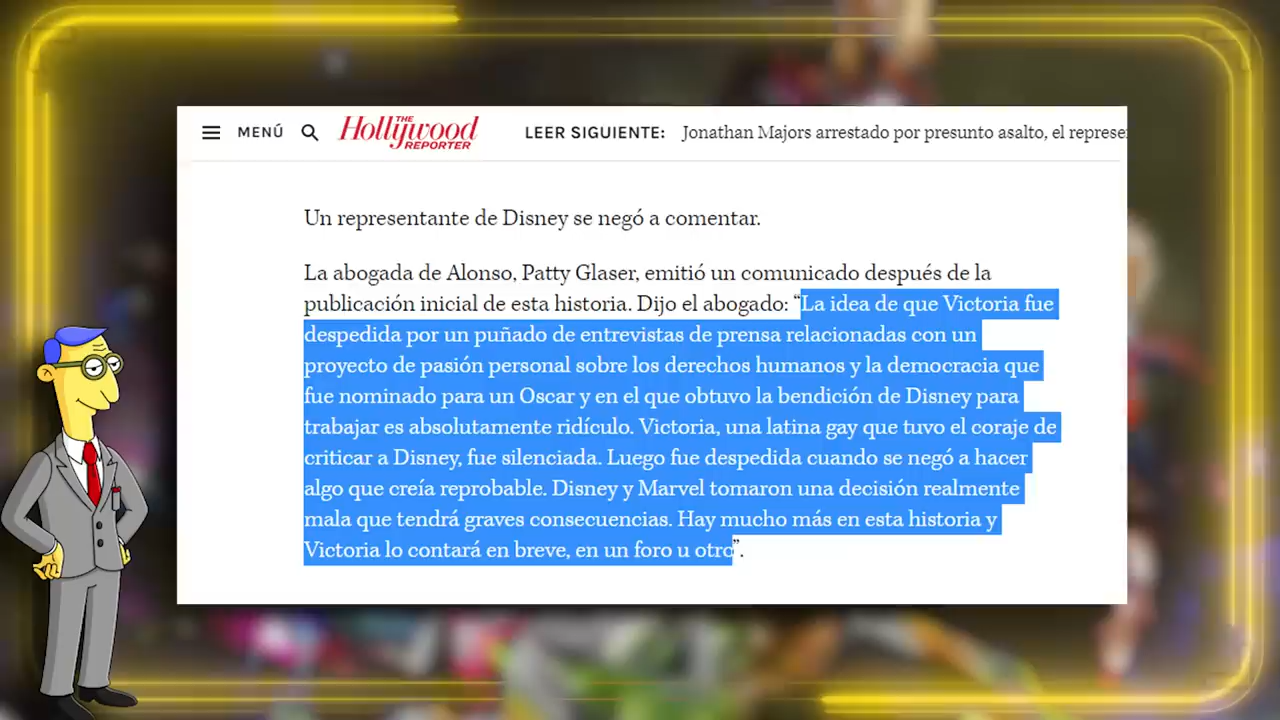 MENÚ
THE
Hollywood
REPORTER
LEER SIGUIENTE: Jonathan Majors arrestado por presunto asalto, el
Un representante de Disney se negó a comentar.
La abogada de Alonso, Patty Glaser, emitió un comunicado después de la
publicación inicial de esta historia. Dijo el abogado: “La idea de que Victoria fue
despedida por un puñado de entrevistas de prensa relacionadas con un
proyecto de pasión personal sobre los derechos humanos y la democracia que
fue nominado para un Oscar y en el que obtuvo la bendición de Disney para
trabajar es absolutamente ridículo. Victoria, una latina gay que tuvo el coraje de
criticar a Disney, fue silenciada. Luego fue despedida cuando se negó a hacer
algo que creía reprobable. Disney y Marvel tomaron una decisión realmente
mala que tendrá graves consecuencias. Hay mucho más en esta historia y
Victoria lo contará en breve, en un foro u otro”.